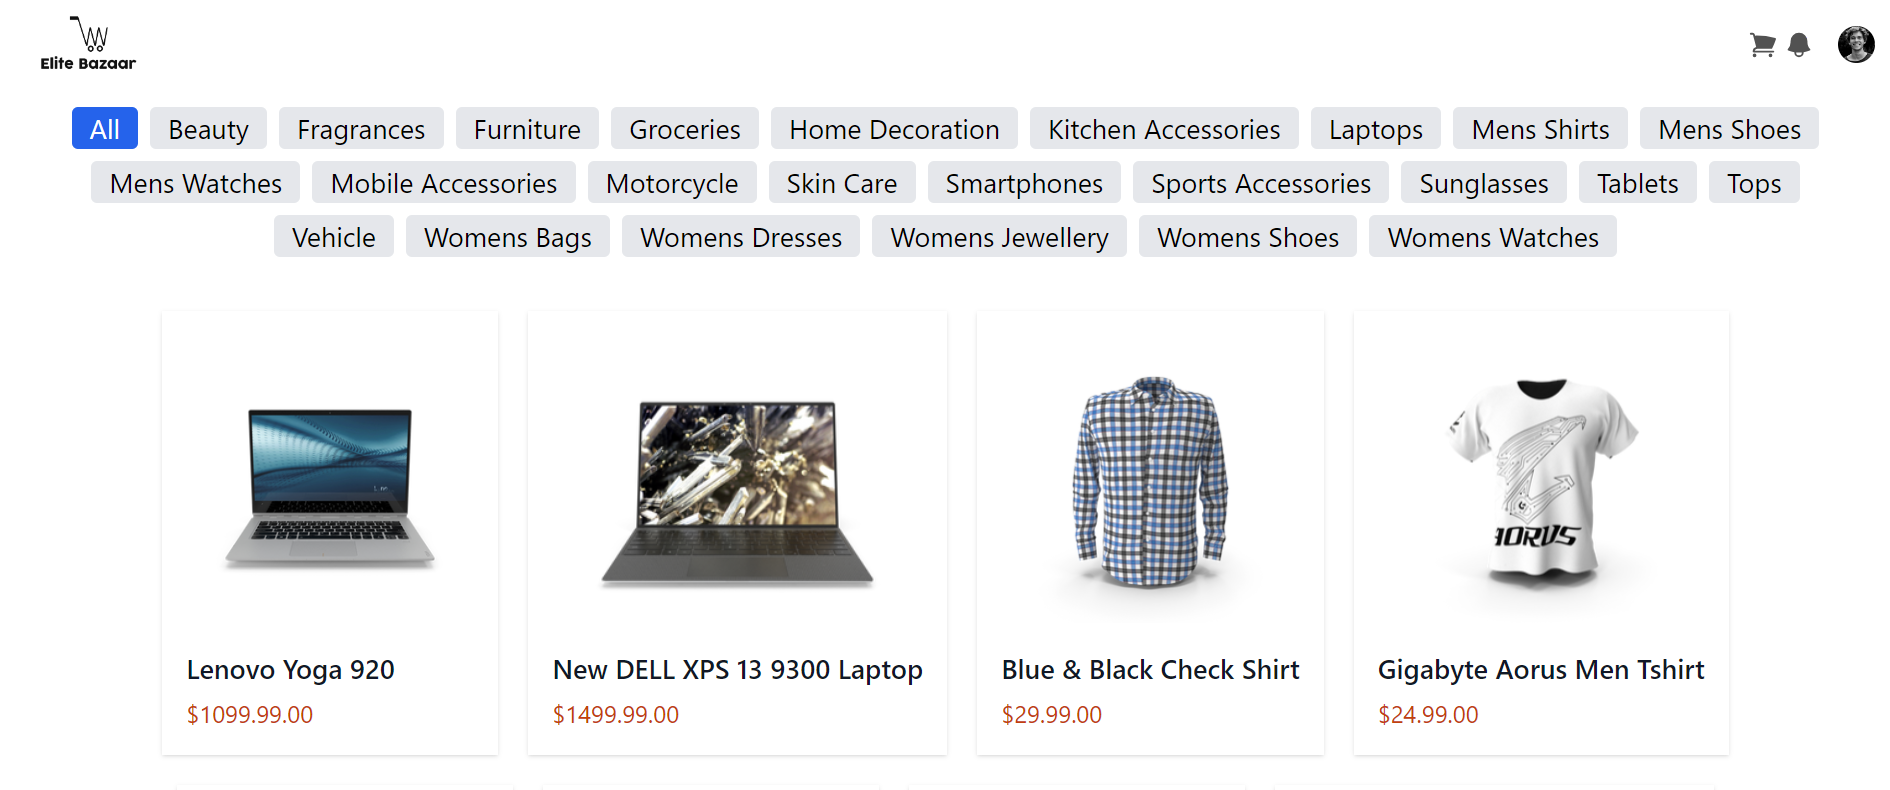 Elite Bazaar
All Beauty Fragrances Furniture Groceries Home Decoration Kitchen Accessories Laptops Mens Shirts Mens Shoes
Mens Watches Mobile Accessories Motorcycle Skin Care Smartphones Sports Accessories Sunglasses Tablets Tops
Vehicle Womens Bags Womens Dresses Womens Jewellery Womens Shoes Womens Watches
AORUS
Lenovo Yoga 920
$1099.99.00
New DELL XPS 13 9300 Laptop
$1499.99.00
Blue & Black Check Shirt
$29.99.00
Gigabyte Aorus Men Tshirt
$24.99.00